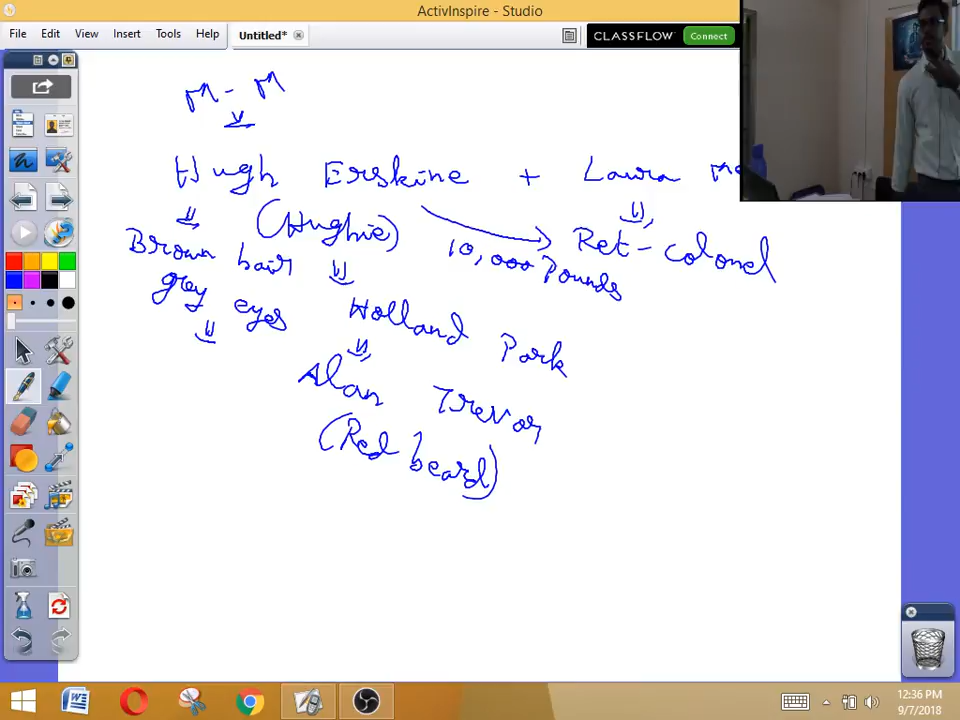 ActivInspire - Studio
File Edit View Insert Tools Help Untitled* CLASSFLOW Connect
M - M
Hugh Erskine + Laura Me
(Hughie) Ret - colonel
Brown hair 10,000 Pounds
grey eyes Holland Park
Alan Trevor
(Red beard)
12:36 PM
9/7/2018